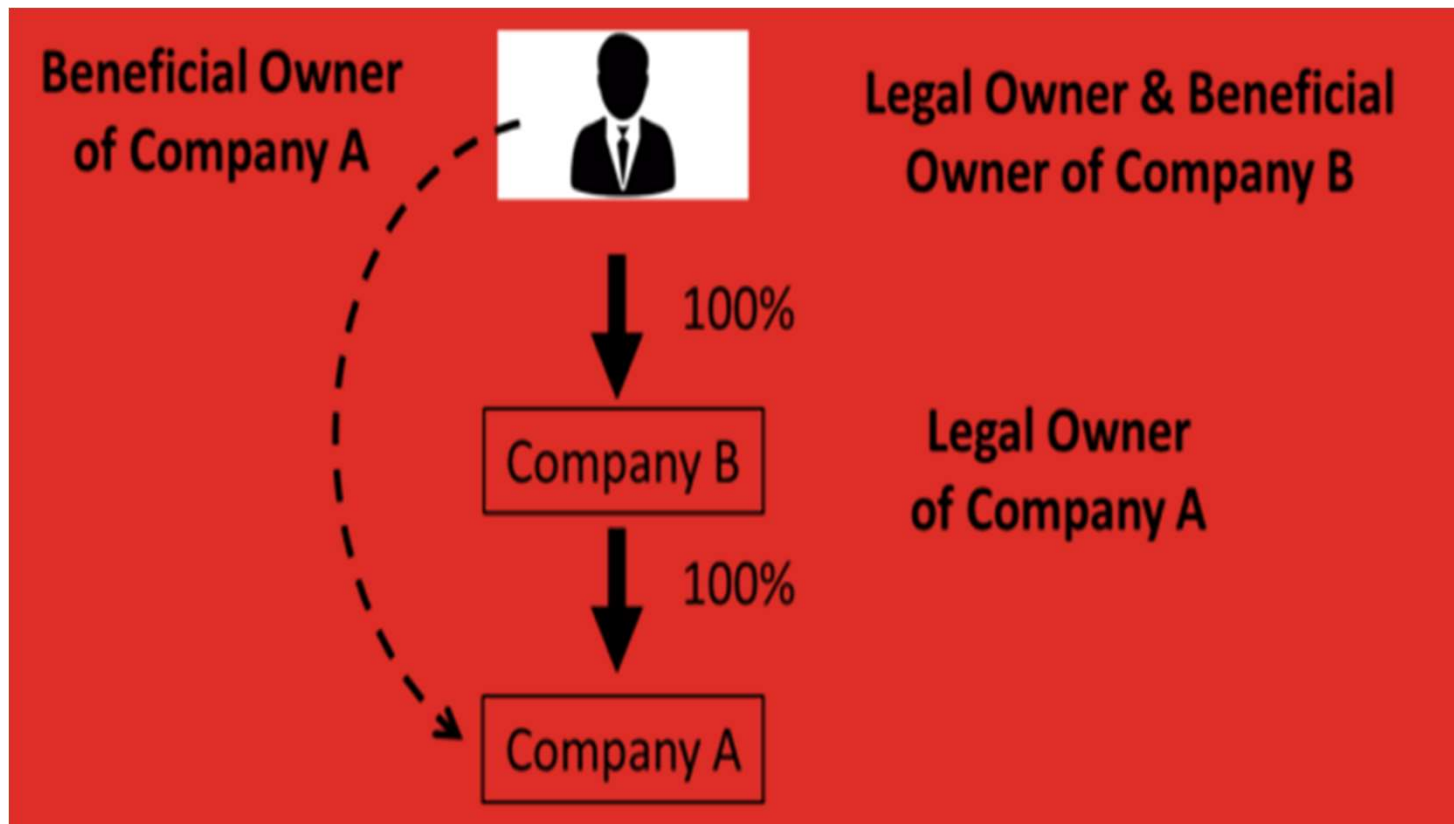 Beneficial Owner
of Company A
Legal Owner & Beneficial
Owner of Company B
100%
Company B
Legal Owner
of Company A
100%
Company A